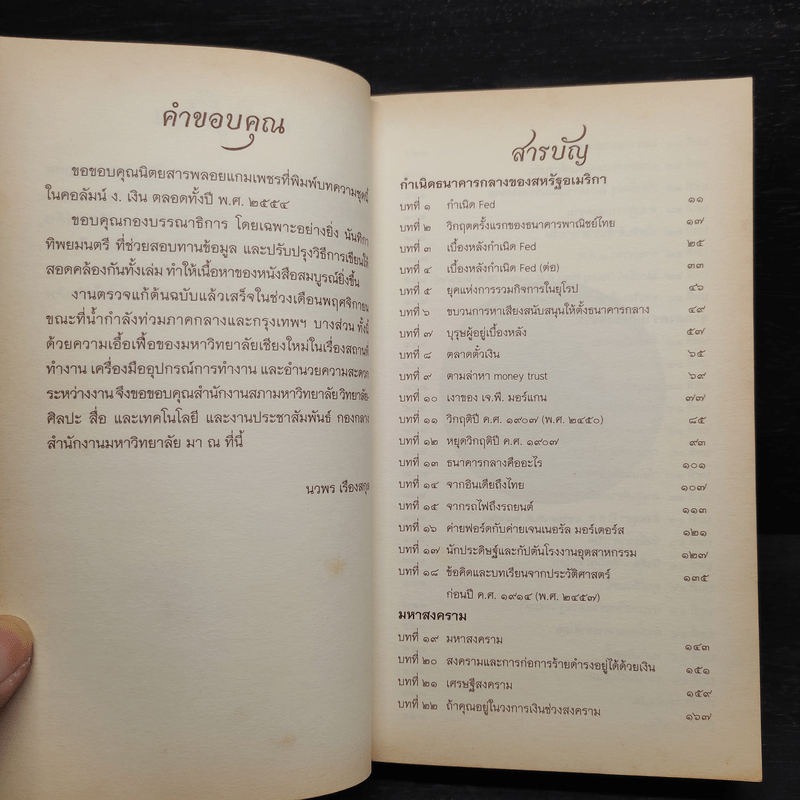 คำขอบคุณ
ขอขอบคุณนิตยสารพลอยแกมเพชรที่พิมพ์บทความชุดนี้
ในคอลัมน์ ง. เงิน ตลอดทั้งปี พ.ศ. ๒๕๕๔
ขอบคุณกองบรรณาธิการ โดยเฉพาะอย่างยิ่ง นันทิกา
ทิพยมนตรี ที่ช่วยสอบทานข้อมูล และปรับปรุงวิธีการเขียนให้
สอดคล้องกันทั้งเล่ม ทำให้เนื้อหาของหนังสือสมบูรณ์ยิ่งขึ้น
งานตรวจแก้ต้นฉบับแล้วเสร็จในช่วงเดือนพฤศจิกายน
ขณะที่น้ำกำลังท่วมภาคกลางและกรุงเทพฯ บางส่วน ทั้งนี้
ด้วยความเอื้อเฟื้อของมหาวิทยาลัยเชียงใหม่ในเรื่องสถานที่
ทำงาน เครื่องมืออุปกรณ์การทำงาน และอำนวยความสะดวก
ระหว่างงาน จึงขอขอบคุณสำนักงานสภามหาวิทยาลัย วิทยาลัย
ศิลปะ สื่อ และเทคโนโลยี และงานประชาสัมพันธ์ กองกลาง
สำนักงานมหาวิทยาลัย มา ณ ที่นี้
นวพร เรืองสกุล
สารบัญ
กำเนิดธนาคารกลางของสหรัฐอเมริกา
บทที่ ๑ กำเนิด Fed ๑๑
บทที่ ๒ วิกฤตครั้งแรกของธนาคารพาณิชย์ไทย ๑๗
บทที่ ๓ เบื้องหลังกำเนิด Fed ๒๕
บทที่ ๔ เบื้องหลังกำเนิด Fed (ต่อ) ๓๓
บทที่ ๕ ยุคแห่งการรวมกิจการในยุโรป ๔๖
บทที่ ๖ ขบวนการหาเสียงสนับสนุนให้ตั้งธนาคารกลาง ๔๙
บทที่ ๗ บุรุษผู้อยู่เบื้องหลัง ๕๗
บทที่ ๘ ตลาดตั๋วเงิน ๖๕
บทที่ ๙ ตามล่าหา money trust ๖๙
บทที่ ๑๐ เงาของ เจ.พี. มอร์แกน ๗๗
บทที่ ๑๑ วิกฤติปี ค.ศ. ๑๙๐๗ (พ.ศ. ๒๔๕๐) ๘๕
บทที่ ๑๒ หยุดวิกฤติปี ค.ศ. ๑๙๐๗ ๙๓
บทที่ ๑๓ ธนาคารกลางคืออะไร ๑๐๑
บทที่ ๑๔ จากอินเดียถึงไทย ๑๐๗
บทที่ ๑๕ จากรถไฟถึงรถยนต์ ๑๑๓
บทที่ ๑๖ ค่ายฟอร์ดกับค่ายเจนเนอรัล มอร์เตอร์ส ๑๒๑
บทที่ ๑๗ นักประดิษฐ์และกัปตันโรงงานอุตสาหกรรม ๑๒๗
บทที่ ๑๘ ข้อคิดและบทเรียนจากประวัติศาสตร์ ๑๓๕
ก่อนปี ค.ศ. ๑๙๑๔ (พ.ศ. ๒๔๕๗)
มหาสงคราม
บทที่ ๑๙ มหาสงคราม ๑๔๓
บทที่ ๒๐ สงครามและการก่อการร้ายดำรงอยู่ได้ด้วยเงิน ๑๕๑
บทที่ ๒๑ เศรษฐีสงคราม ๑๕๙
บทที่ ๒๒ ถ้าคุณอยู่ในวงการเงินช่วงสงคราม ๑๖๗